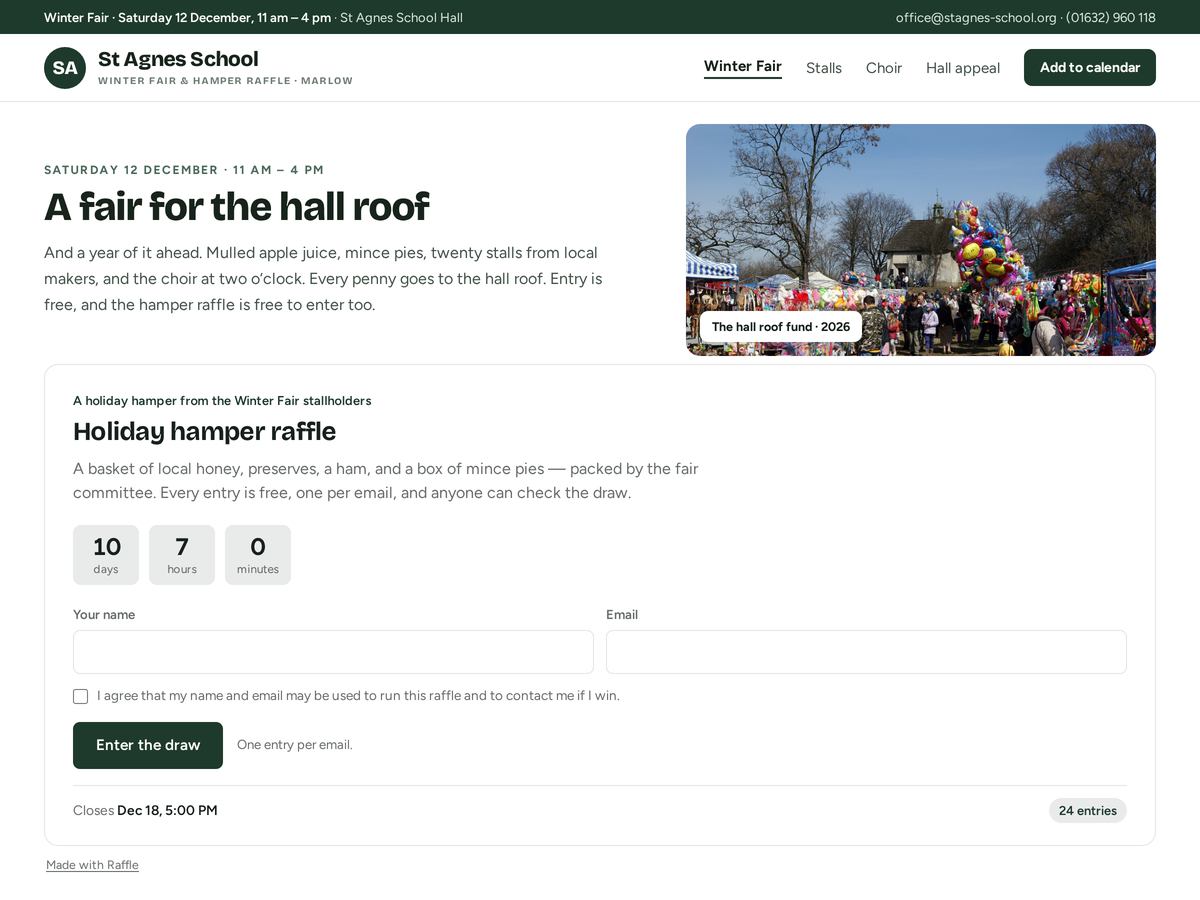 Winter Fair · Saturday 12 December, 11 am – 4 pm · St Agnes School Hall
office@stagnes-school.org · (01632) 960 118
SA
St Agnes School
WINTER FAIR & HAMPER RAFFLE · MARLOW
Winter Fair
Stalls
Choir
Hall appeal
Add to calendar
SATURDAY 12 DECEMBER · 11 AM – 4 PM
A fair for the hall roof
And a year of it ahead. Mulled apple juice, mince pies, twenty stalls from local
makers, and the choir at two o’clock. Every penny goes to the hall roof. Entry is
free, and the hamper raffle is free to enter too.
The hall roof fund · 2026
A holiday hamper from the Winter Fair stallholders
Holiday hamper raffle
A basket of local honey, preserves, a ham, and a box of mince pies — packed by the fair
committee. Every entry is free, one per email, and anyone can check the draw.
10
days
7
hours
0
minutes
Your name
Email
I agree that my name and email may be used to run this raffle and to contact me if I win.
Enter the draw
One entry per email.
Closes Dec 18, 5:00 PM
24 entries
Made with Raffle